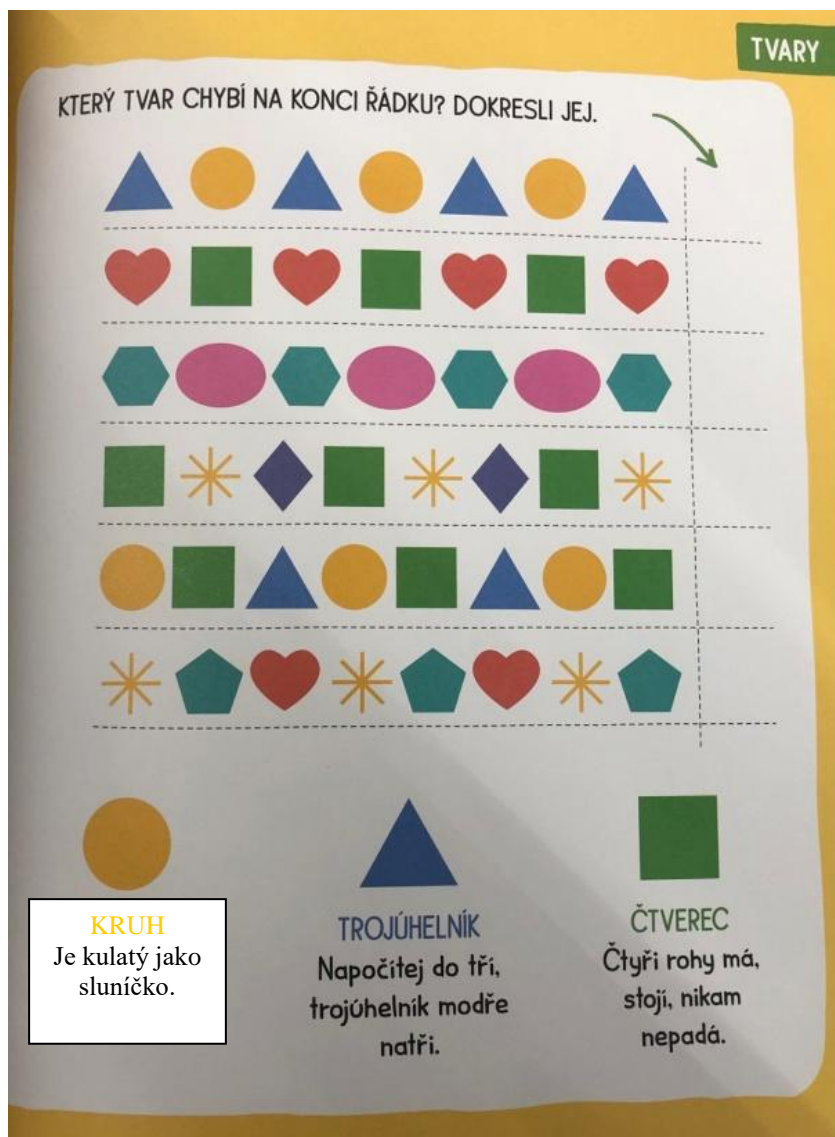 TVARY
KTERÝ TVAR CHYBÍ NA KONCI ŘÁDKU? DOKRESLI JEJ.
KRUH
Je kulatý jako
sluníčko.
TROJÚHELNÍK
Napočítej do tří,
trojúhelník modře
natři.
ČTVEREC
Čtyři rohy má,
stojí, nikam
nepadá.